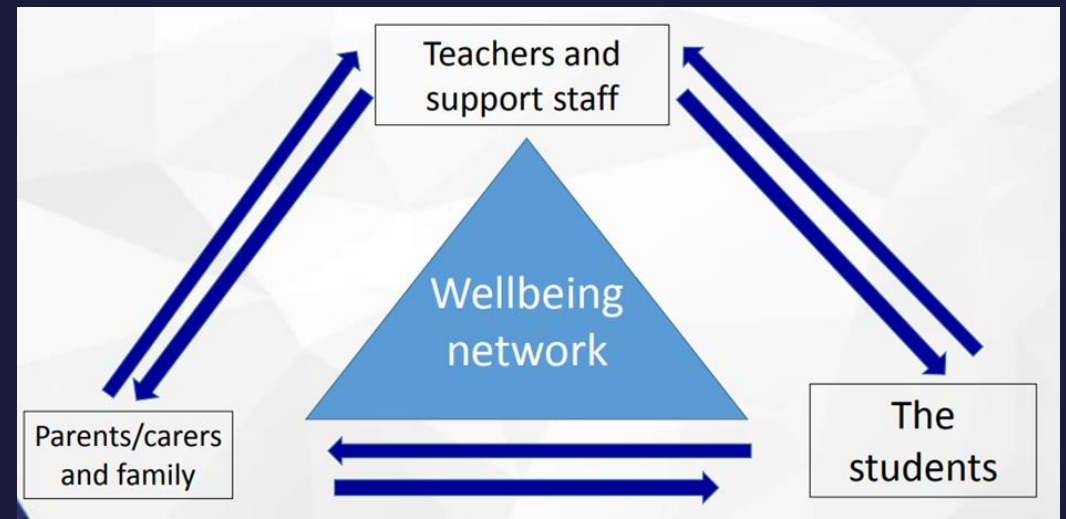 Teachers and
support staff
Wellbeing
network
Parents/carers
and family
The
students